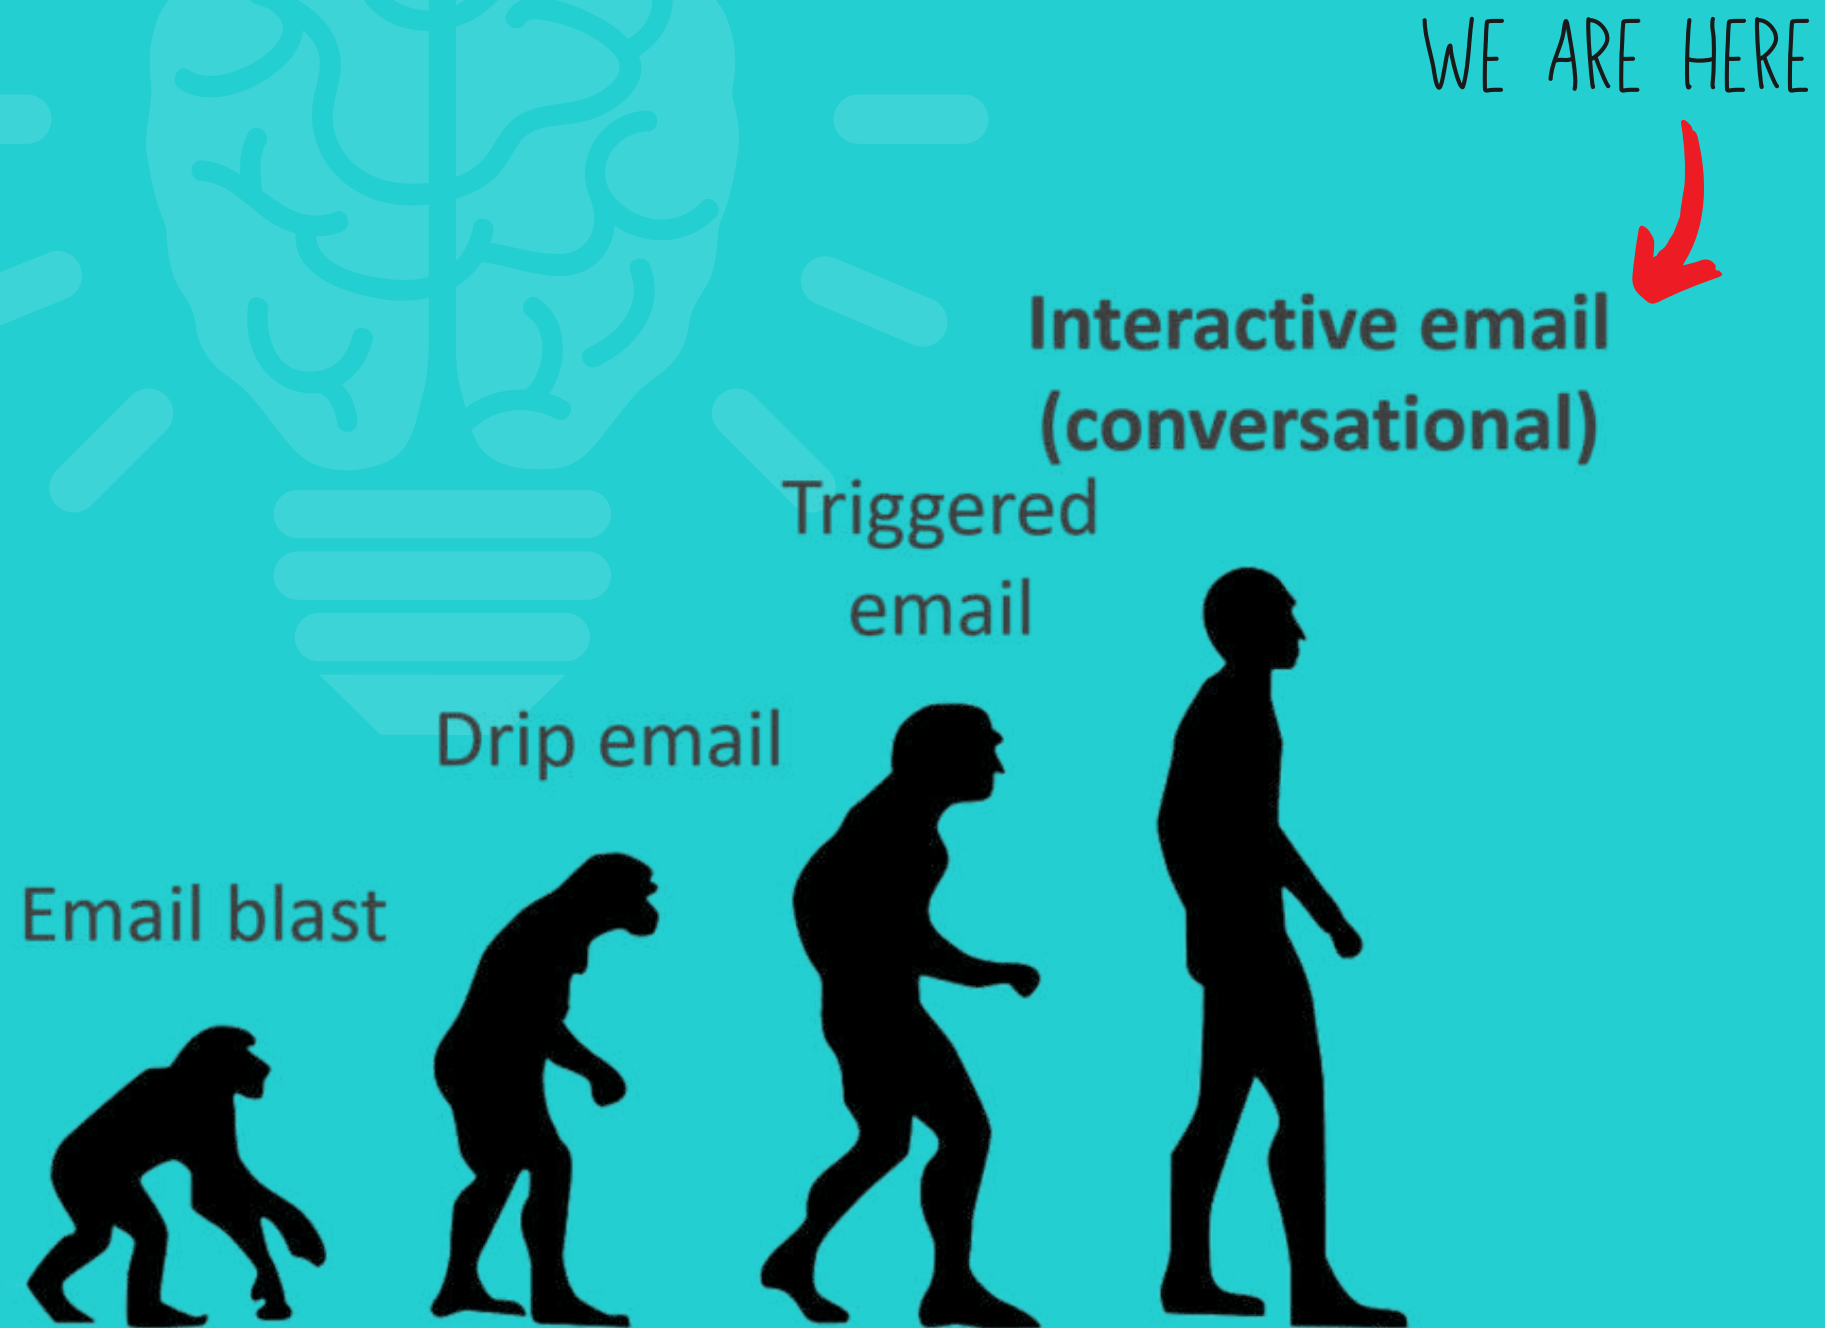 WE ARE HERE
Interactive email
(conversational)
Triggered
email
Drip email
Email blast